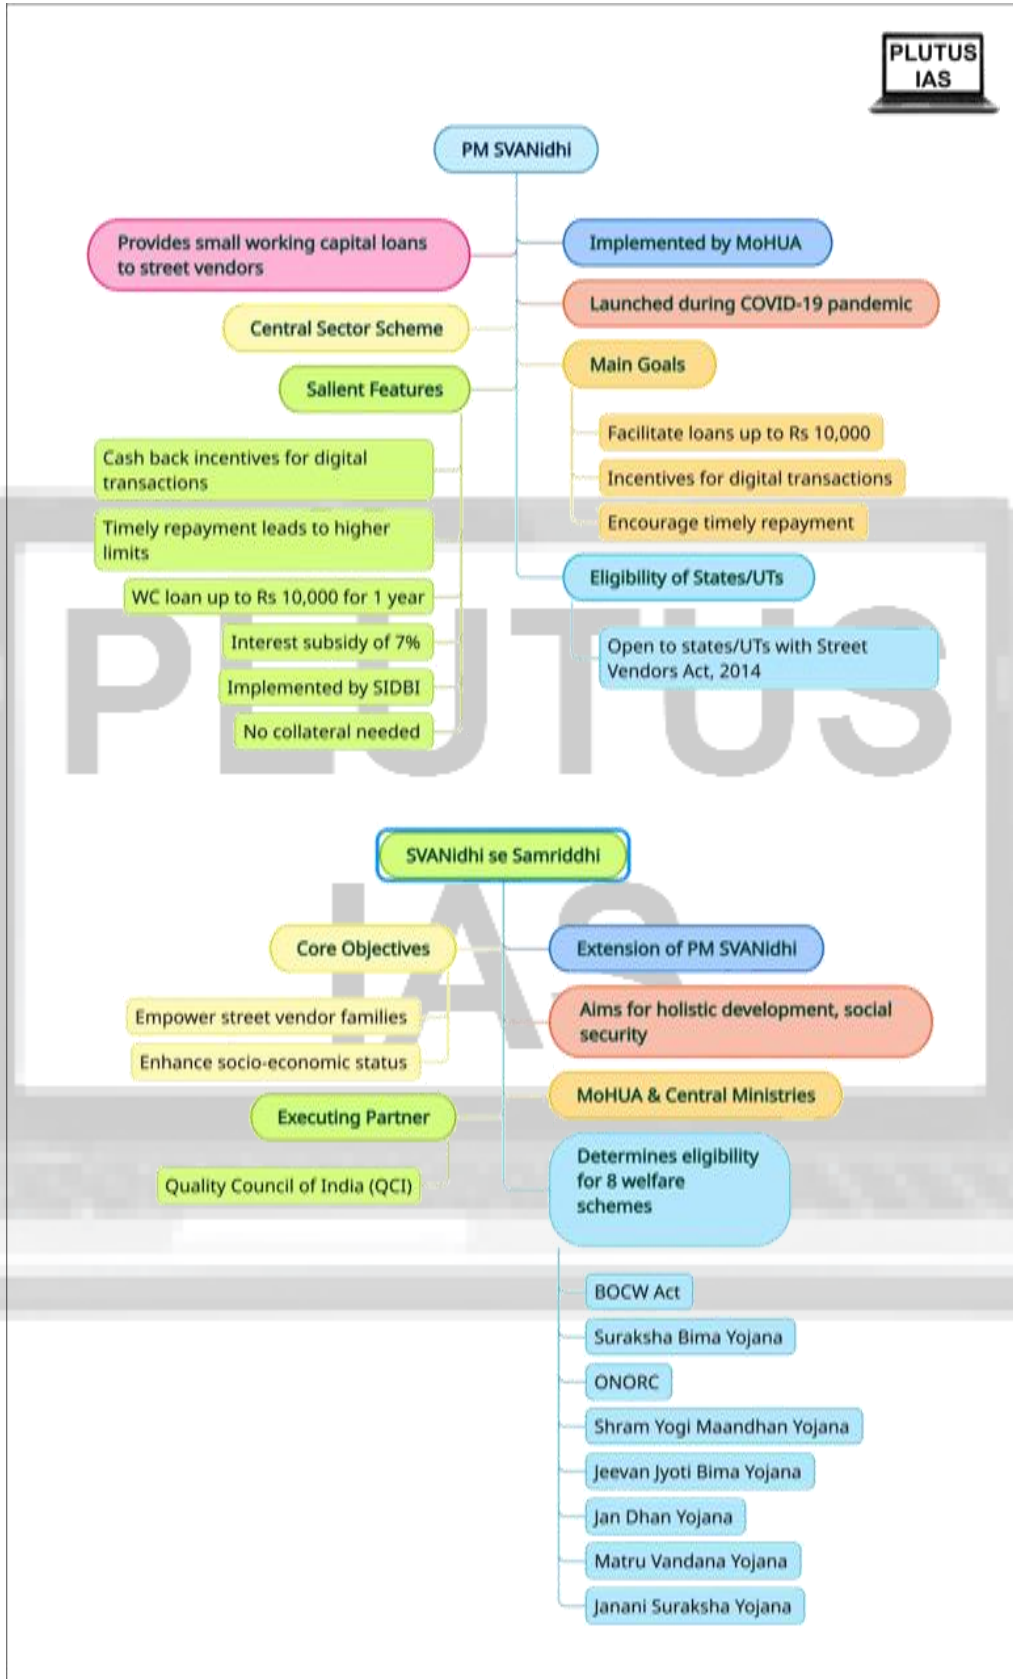 PLUTUS
IAS
PM SVANidhi
Provides small working capital loans
to street vendors
Central Sector Scheme
Salient Features
Cash back incentives for digital
transactions
Timely repayment leads to higher
limits
WC loan up to Rs 10,000 for 1 year
Interest subsidy of 7%
Implemented by SIDBI
No collateral needed
Implemented by MoHUA
Launched during COVID-19 pandemic
Main Goals
Facilitate loans up to Rs 10,000
Incentives for digital transactions
Encourage timely repayment
Eligibility of States/UTs
Open to states/UTs with Street
Vendors Act, 2014
PLUTUS
IAS
SVANidhi se Samriddhi
Core Objectives
Empower street vendor families
Enhance socio-economic status
Executing Partner
Quality Council of India (QCI)
Extension of PM SVANidhi
Aims for holistic development, social
security
MoHUA & Central Ministries
Determines eligibility
for 8 welfare
schemes
BOCW Act
Suraksha Bima Yojana
ONORC
Shram Yogi Maandhan Yojana
Jeevan Jyoti Bima Yojana
Jan Dhan Yojana
Matru Vandana Yojana
Janani Suraksha Yojana